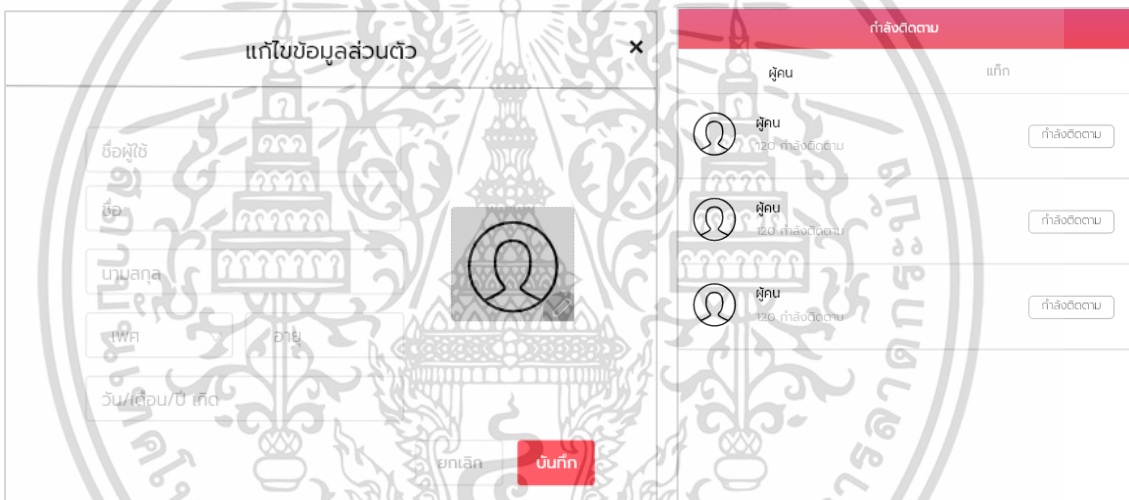 แก้ไขข้อมูลส่วนตัว
×
ชื่อผู้ใช้
ชื่อ
นามสกุล
เพศ
อายุ
วัน/เดือน/ปี เกิด
ยกเลิก
บันทึก
กำลังติดตาม
ผู้คน
แท็ก
ผู้คน
120 กำลังติดตาม
กำลังติดตาม
ผู้คน
120 กำลังติดตาม
กำลังติดตาม
ผู้คน
120 กำลังติดตาม
กำลังติดตาม